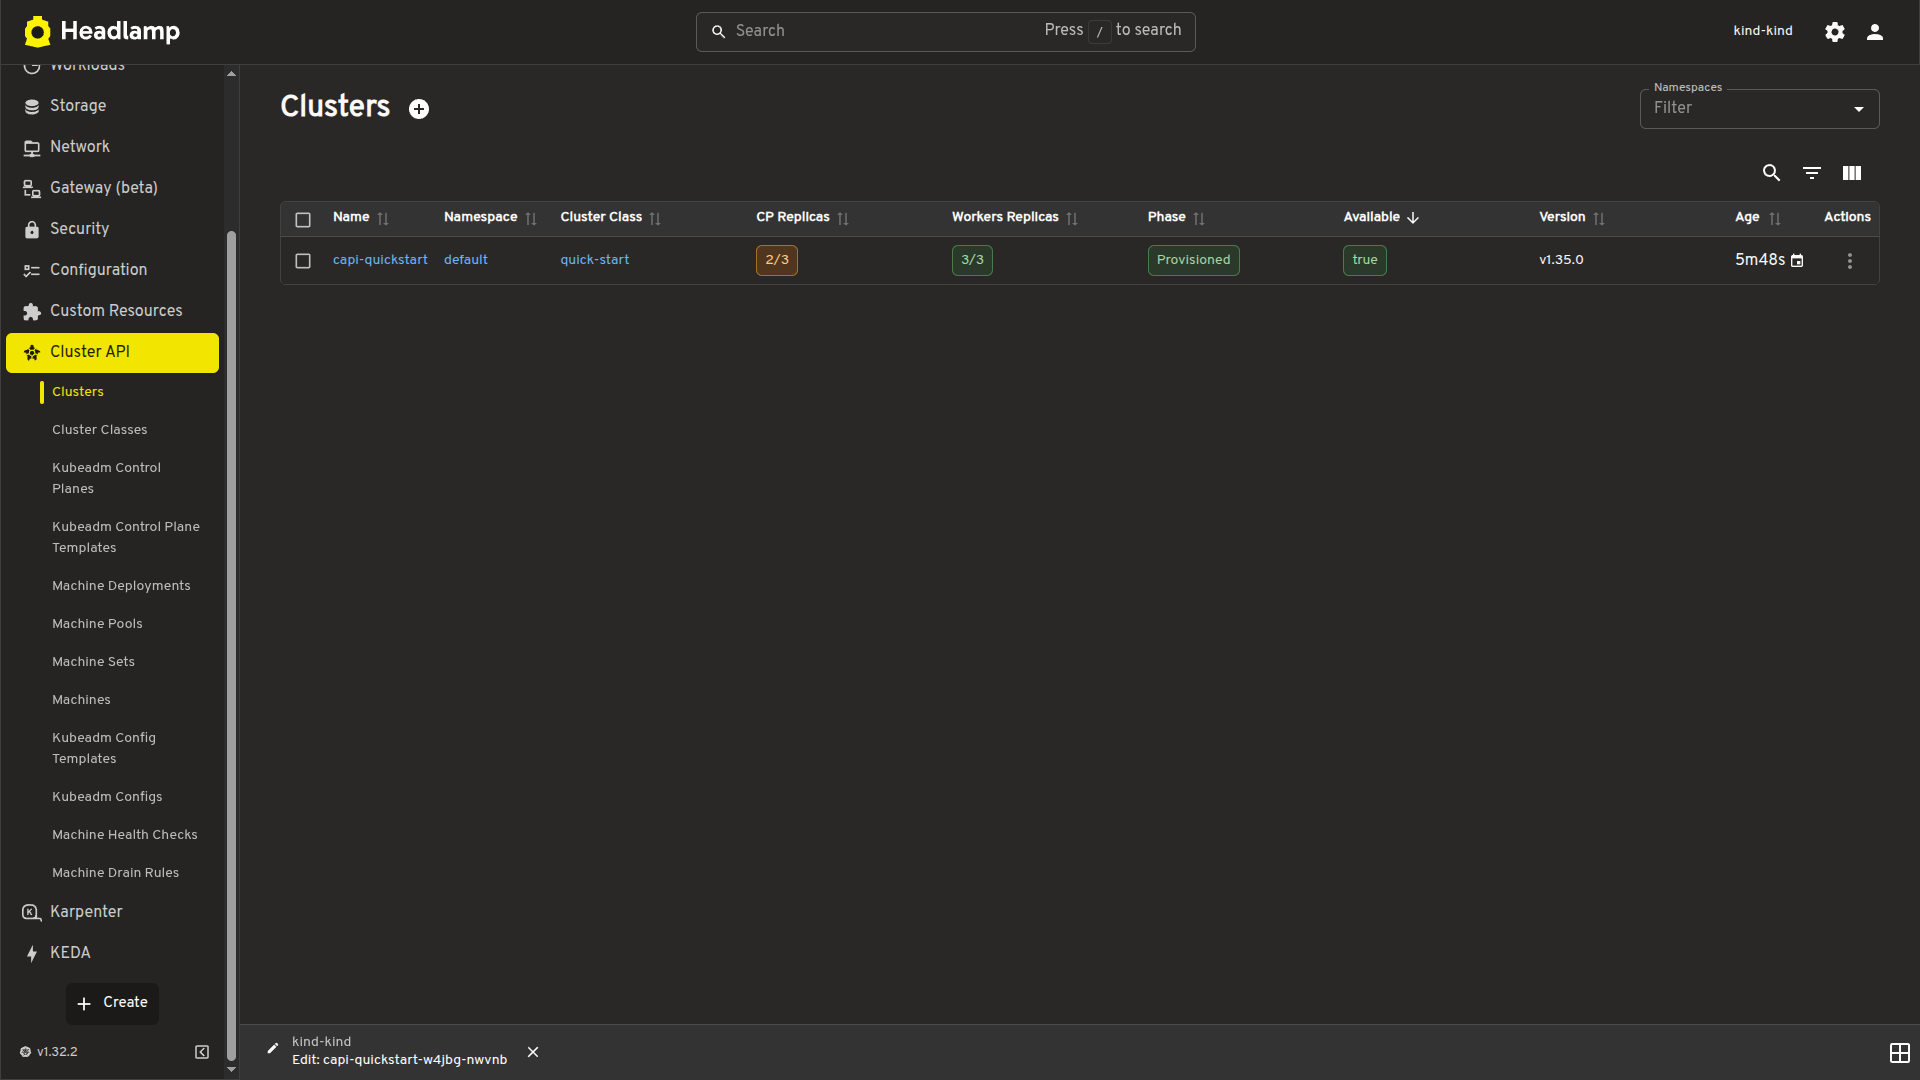 Headlamp
Search
Press / to search
kind-kind
Workloads
Storage
Network
Gateway (beta)
Security
Configuration
Custom Resources
Cluster API
Clusters
Cluster Classes
Kubeadm Control
Planes
Kubeadm Control Plane
Templates
Machine Deployments
Machine Pools
Machine Sets
Machines
Kubeadm Config
Templates
Kubeadm Configs
Machine Health Checks
Machine Drain Rules
Karpenter
KEDA
Create
v1.32.2
Clusters
Namespaces
Filter
Name Namespace Cluster Class CP Replicas Workers Replicas Phase Available Version Age Actions
capi-quickstart default quick-start 2/3 3/3 Provisioned true v1.35.0 5m48s
kind-kind
Edit: capi-quickstart-w4jbg-nwvnb